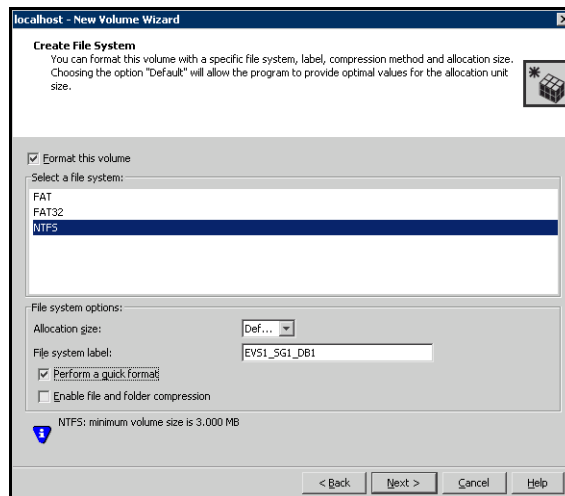 localhost - New Volume Wizard
Create File System
You can format this volume with a specific file system, label, compression method and allocation size.
Choosing the option "Default" will allow the program to provide optimal values for the allocation unit
size.
Format this volume
Select a file system:
FAT
FAT32
NTFS
File system options:
Allocation size:
Def...
File system label:
EVS1_SG1_DB1
Perform a quick format
Enable file and folder compression
NTFS: minimum volume size is 3.000 MB
< Back
Next >
Cancel
Help